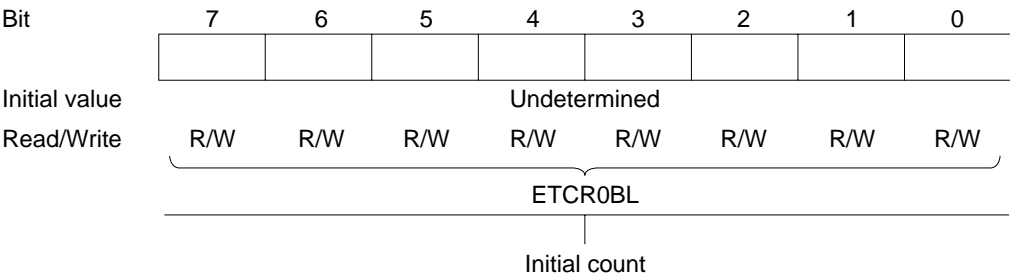 Bit 7 6 5 4 3 2 1 0
Initial value Undetermined
Read/Write R/W R/W R/W R/W R/W R/W R/W R/W
ETCR0BL
Initial count